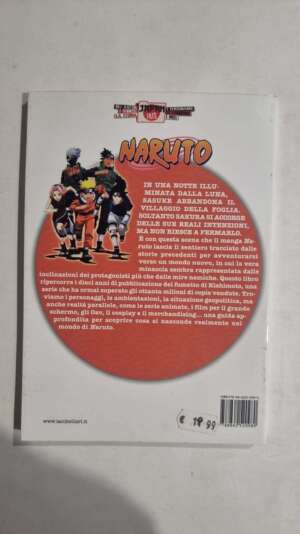 NARUTO
IN UNA NOTTE ILLU-
MINATA DALLA LUNA,
SASUKE ABBANDONA IL
VILLAGGIO DELLA FOGLIA.
SOLTANTO SAKURA SI ACCORGE
DELLE SUE REALI INTENZIONI,
MA NON RIESCE A FERMARLO.
E con questa scena che il manga Na-
ruto lascia il sentiero tracciato dalle
storie precedenti per avventurarsi
verso un mondo nuovo, in cui la vera
minaccia sembra rappresentata dalle
inclinazioni dei protagonisti più che dalle mire nemiche. Questo libro
ripercorre i dieci anni di pubblicazione del fumetto di Kishimoto, una
serie che ha ormai superato gli ottanta milioni di copie vendute. Tro-
viamo i personaggi, le ambientazioni, la situazione geopolitica, ma
anche realtà parallele, come le serie animate, i film per il grande
schermo, gli Oav, il cosplay e il merchandising... una guida ap-
profondita per scoprire cosa si nasconde realmente nel
mondo di Naruto.
www.iacobellieditore.it
€ 19,99